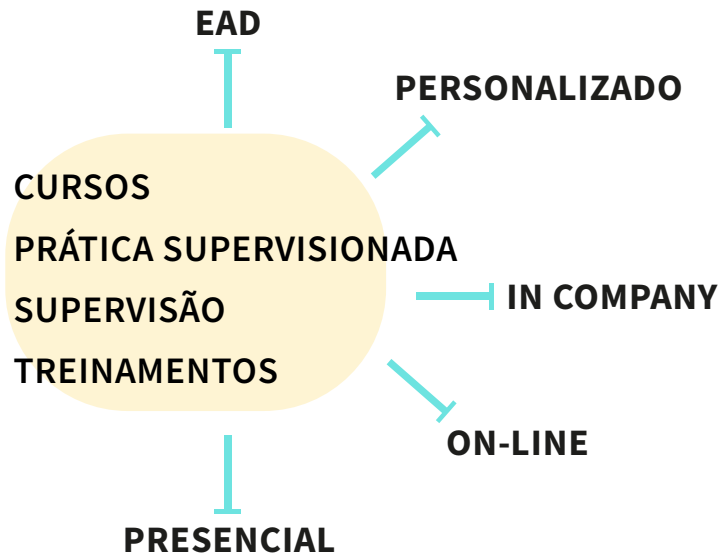 EAD
PERSONALIZADO
CURSOS
PRÁTICA SUPERVISIONADA
SUPERVISÃO
TREINAMENTOS
IN COMPANY
ON-LINE
PRESENCIAL